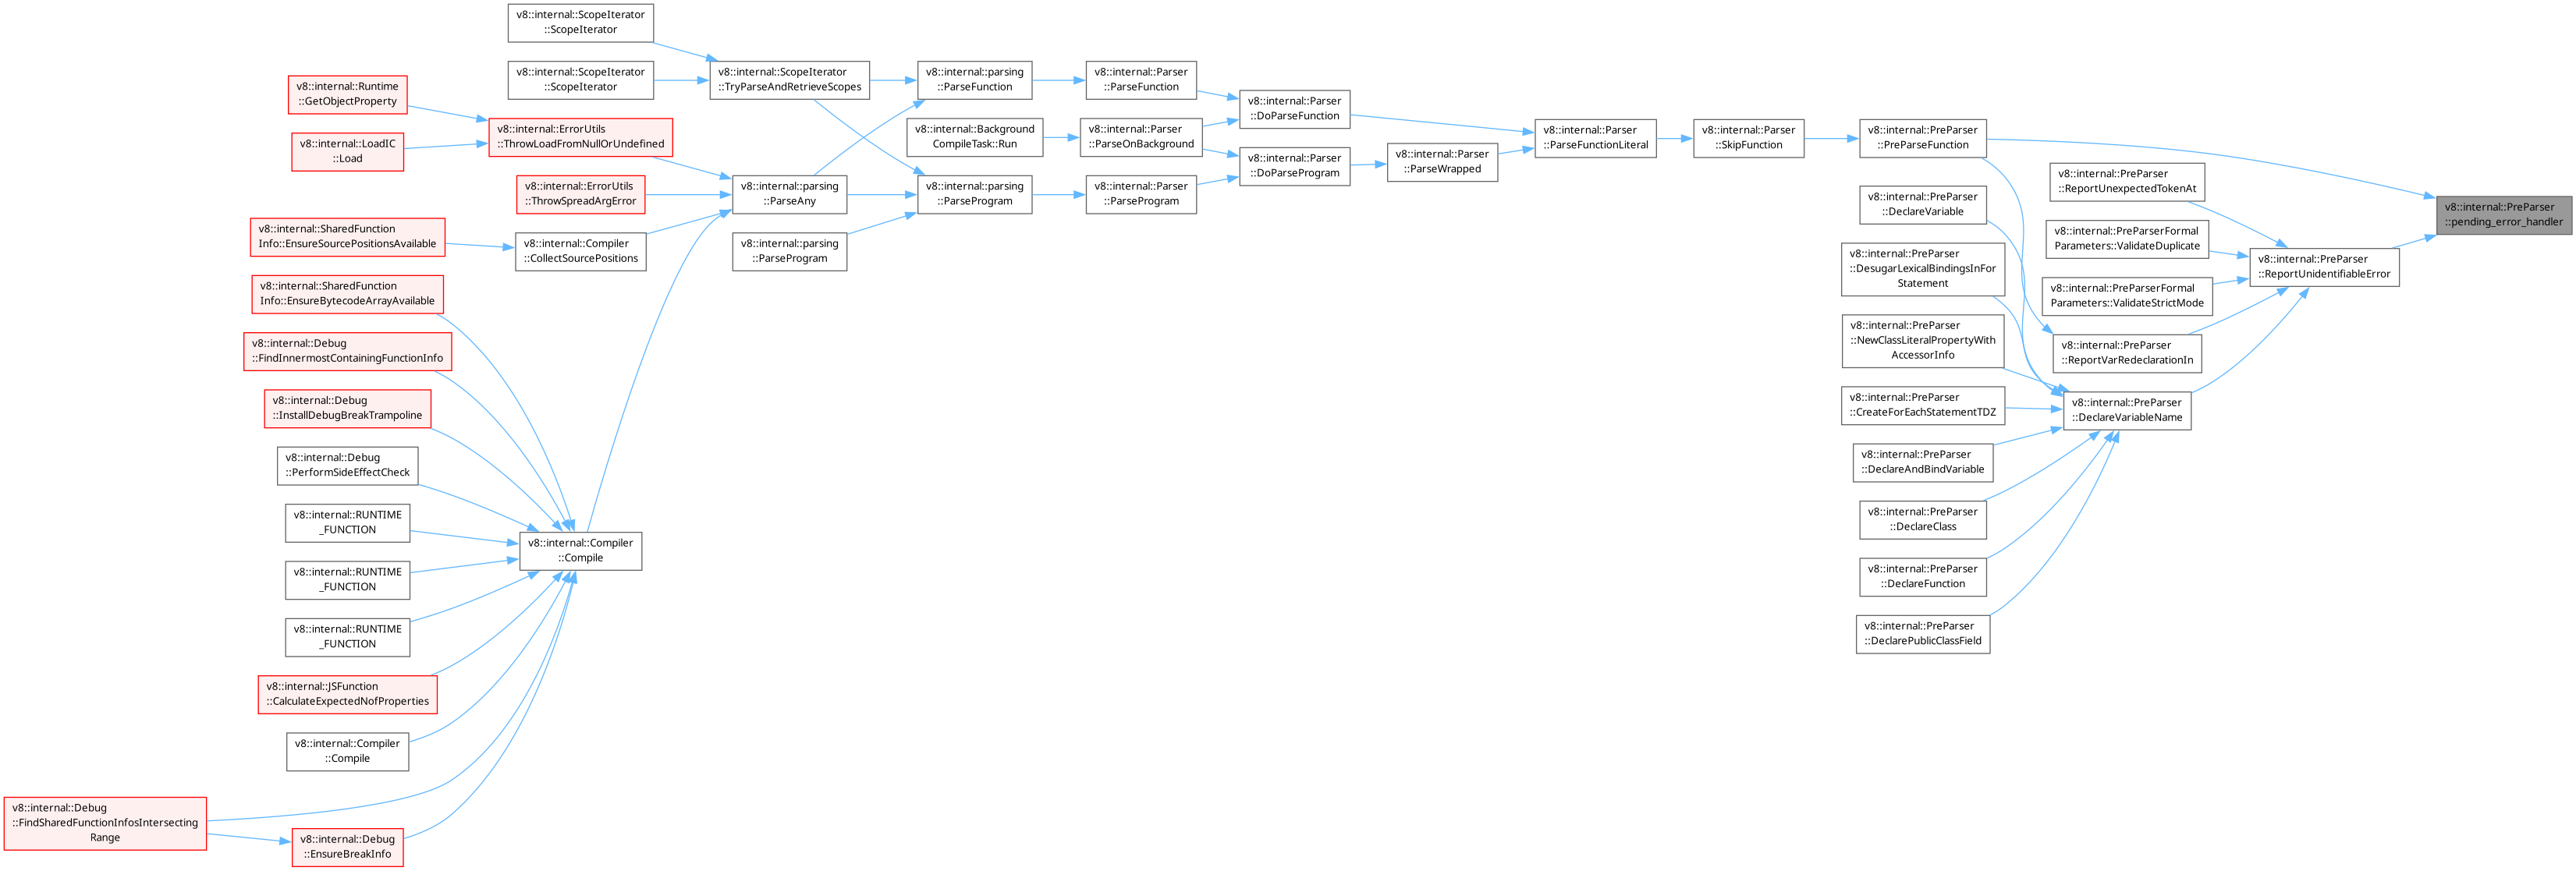 v8::internal::ScopeIterator
::ScopeIterator
v8::internal::ScopeIterator
::ScopeIterator
v8::internal::Runtime
::GetObjectProperty
v8::internal::LoadIC
::Load
v8::internal::ErrorUtils
::ThrowLoadFromNullOrUndefined
v8::internal::ErrorUtils
::ThrowSpreadArgError
v8::internal::SharedFunction
Info::EnsureSourcePositionsAvailable
v8::internal::Compiler
::CollectSourcePositions
v8::internal::SharedFunction
Info::EnsureBytecodeArrayAvailable
v8::internal::Debug
::FindInnermostContainingFunctionInfo
v8::internal::Debug
::InstallDebugBreakTrampoline
v8::internal::Debug
::PerformSideEffectCheck
v8::internal::RUNTIME
_FUNCTION
v8::internal::RUNTIME
_FUNCTION
v8::internal::RUNTIME
_FUNCTION
v8::internal::JSFunction
::CalculateExpectedNofProperties
v8::internal::Compiler
::Compile
v8::internal::Debug
::FindSharedFunctionInfosIntersecting
Range
v8::internal::Debug
::EnsureBreakInfo
v8::internal::Compiler
::Compile
v8::internal::ScopeIterator
::TryParseAndRetrieveScopes
v8::internal::parsing
::ParseAny
v8::internal::parsing
::ParseProgram
v8::internal::parsing
::ParseFunction
v8::internal::Background
CompileTask::Run
v8::internal::parsing
::ParseProgram
v8::internal::Parser
::ParseFunction
v8::internal::Parser
::ParseOnBackground
v8::internal::Parser
::ParseProgram
v8::internal::Parser
::DoParseFunction
v8::internal::Parser
::DoParseProgram
v8::internal::Parser
::ParseWrapped
v8::internal::Parser
::ParseFunctionLiteral
v8::internal::Parser
::SkipFunction
v8::internal::PreParser
::PreParseFunction
v8::internal::PreParser
::DeclareVariable
v8::internal::PreParser
::DesugarLexicalBindingsInFor
Statement
v8::internal::PreParser
::NewClassLiteralPropertyWith
AccessorInfo
v8::internal::PreParser
::CreateForEachStatementTDZ
v8::internal::PreParser
::DeclareAndBindVariable
v8::internal::PreParser
::DeclareClass
v8::internal::PreParser
::DeclareFunction
v8::internal::PreParser
::DeclarePublicClassField
v8::internal::PreParser
::ReportUnexpectedTokenAt
v8::internal::PreParserFormal
Parameters::ValidateDuplicate
v8::internal::PreParserFormal
Parameters::ValidateStrictMode
v8::internal::PreParser
::ReportVarRedeclarationIn
v8::internal::PreParser
::DeclareVariableName
v8::internal::PreParser
::ReportUnidentifiableError
v8::internal::PreParser
::pending_error_handler